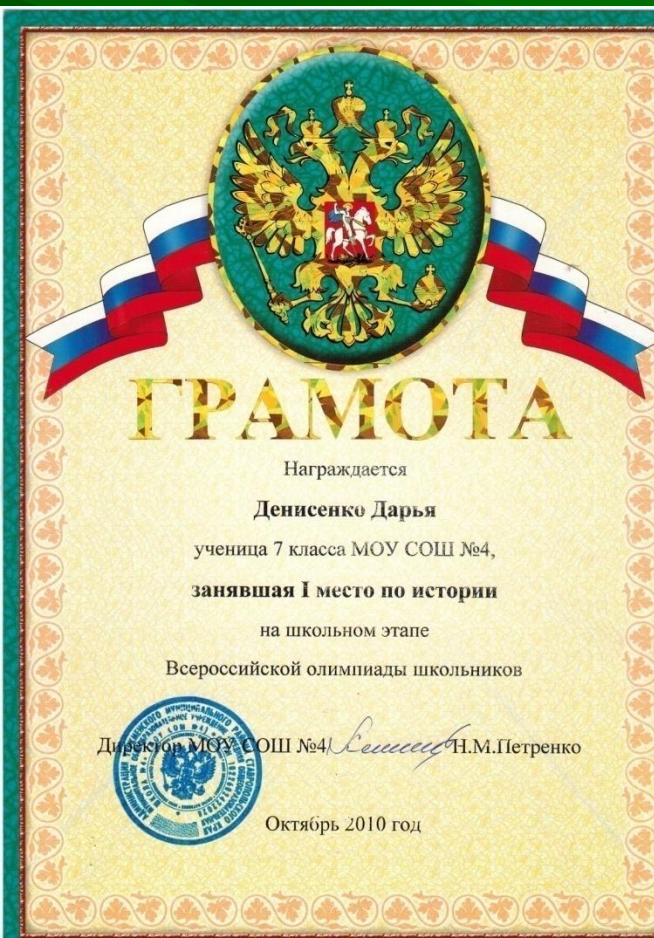 ГРАМОТА
Награждается
Денисенко Дарья
ученица 7 класса МОУ СОШ №4,
занявшая I место по истории
на школьном этапе
Всероссийской олимпиады школьников
Директор МОУ СОШ №4 Н.М.Петренко
Октябрь 2010 год